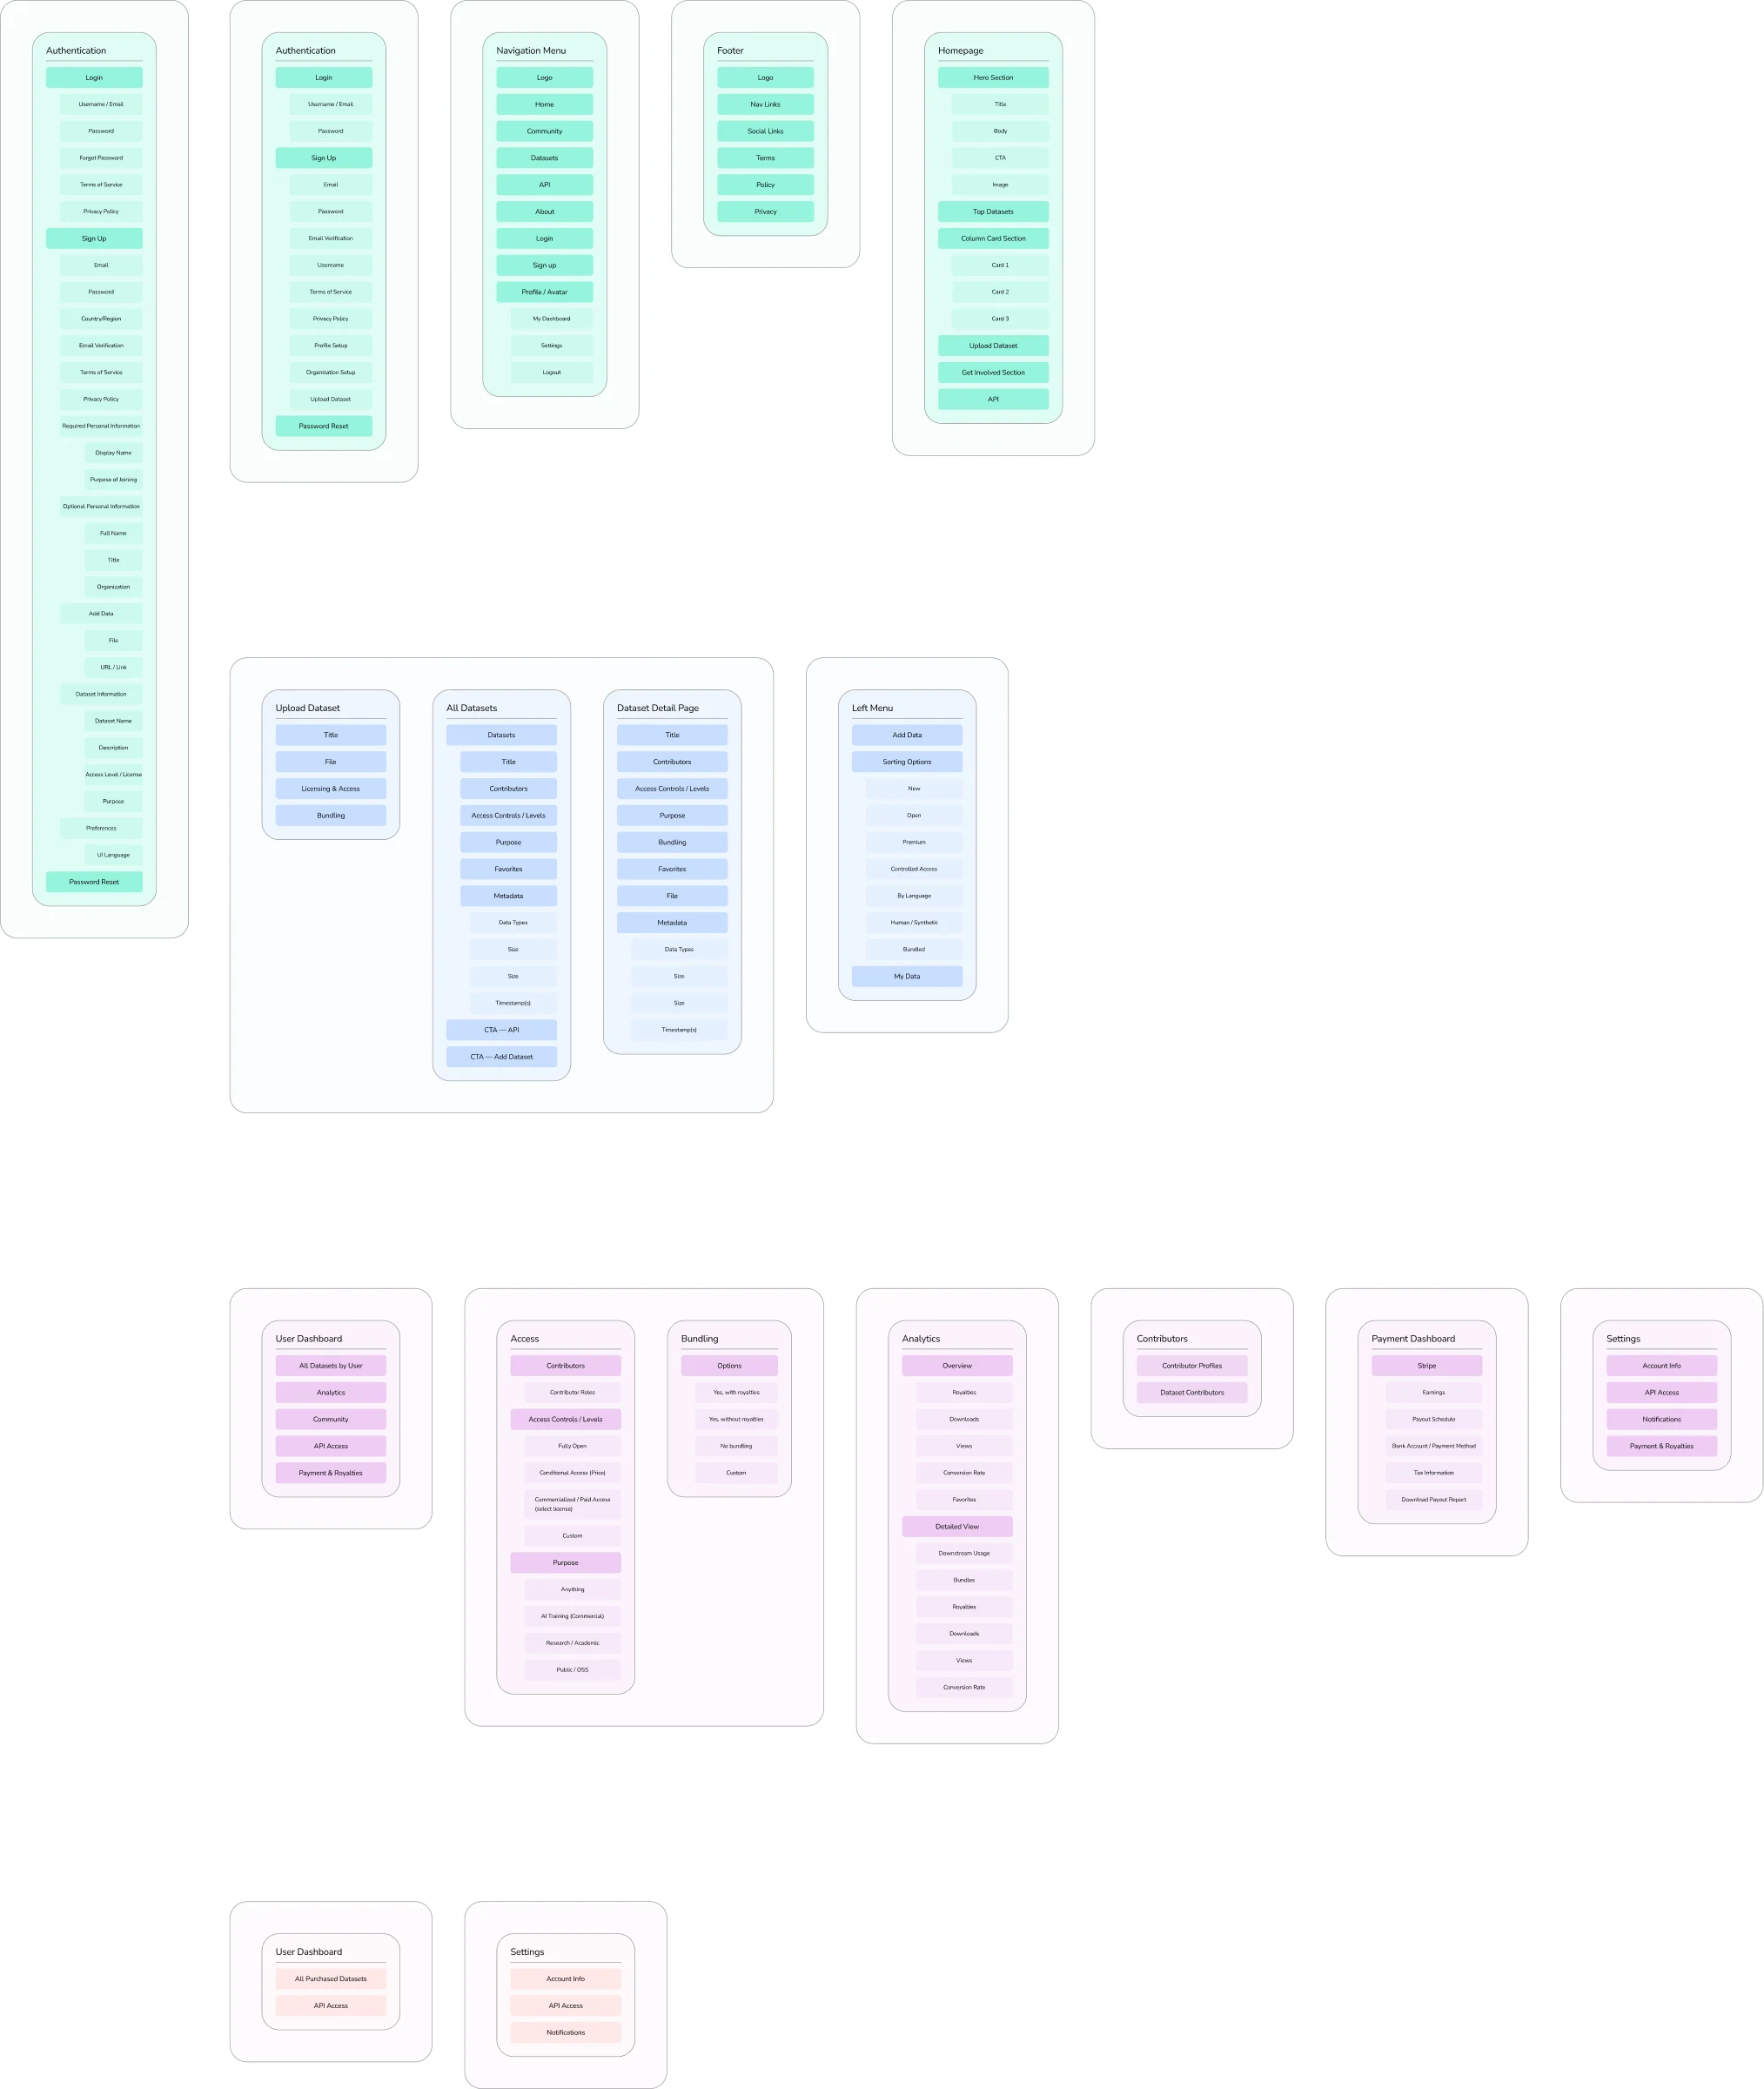 Authentication
Login
Username / Email
Password
Forgot Password
Terms of Service
Privacy Policy
Sign Up
Email
Password
Country/Region
Email Verification
Terms of Service
Privacy Policy
Required Personal Information
Display Name
Purpose of Joining
Optional Personal Information
Full Name
Title
Organization
Add Data
File
URL / Link
Dataset Information
Dataset Name
Description
Access Level / License
Purpose
Preferences
UI Language
Password Reset
Authentication
Login
Username / Email
Password
Sign Up
Email
Password
Email Verification
Username
Terms of Service
Privacy Policy
Profile Setup
Organization Setup
Upload Dataset
Password Reset
Navigation Menu
Logo
Home
Community
Datasets
API
About
Login
Sign up
Profile / Avatar
My Dashboard
Settings
Logout
Footer
Logo
Nav Links
Social Links
Terms
Policy
Privacy
Homepage
Hero Section
Title
Body
CTA
Image
Top Datasets
Column Card Section
Card 1
Card 2
Card 3
Upload Dataset
Get Involved Section
API
Upload Dataset
Title
File
Licensing & Access
Bundling
All Datasets
Datasets
Title
Contributors
Access Controls / Levels
Purpose
Favorites
Metadata
Data Types
Size
Size
Timestamp(s)
CTA — API
CTA — Add Dataset
Dataset Detail Page
Title
Contributors
Access Controls / Levels
Purpose
Bundling
Favorites
File
Metadata
Data Types
Size
Size
Timestamp(s)
Left Menu
Add Data
Sorting Options
New
Open
Premium
Controlled Access
By Language
Human / Synthetic
Bundled
My Data
User Dashboard
All Datasets by User
Analytics
Community
API Access
Payment & Royalties
Access
Contributors
Contributor Roles
Access Controls / Levels
Fully Open
Conditional Access (Price)
Commercialized / Paid Access
(select license)
Custom
Purpose
Anything
AI Training (Commercial)
Research / Academic
Public / OSS
Bundling
Options
Yes, with royalties
Yes, without royalties
No bundling
Custom
Analytics
Overview
Royalties
Downloads
Views
Conversion Rate
Favorites
Detailed View
Downstream Usage
Bundles
Royalties
Downloads
Views
Conversion Rate
Contributors
Contributor Profiles
Dataset Contributors
Payment Dashboard
Stripe
Earnings
Payout Schedule
Bank Account / Payment Method
Tax Information
Download Payout Report
Settings
Account Info
API Access
Notifications
Payment & Royalties
User Dashboard
All Purchased Datasets
API Access
Settings
Account Info
API Access
Notifications